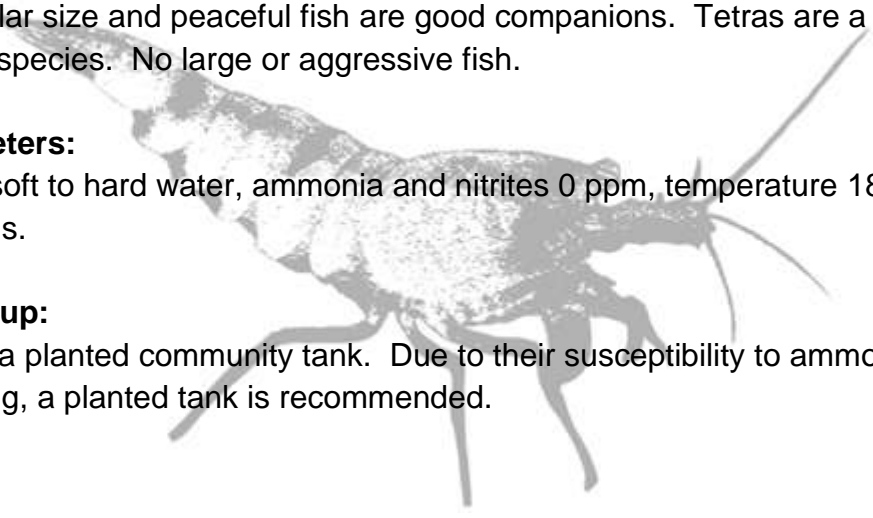 lar size and peaceful fish are good companions. Tetras are a
species. No large or aggressive fish.
eters:
soft to hard water, ammonia and nitrites 0 ppm, temperature 18
s.
up:
a planted community tank. Due to their susceptibility to ammo
g, a planted tank is recommended.